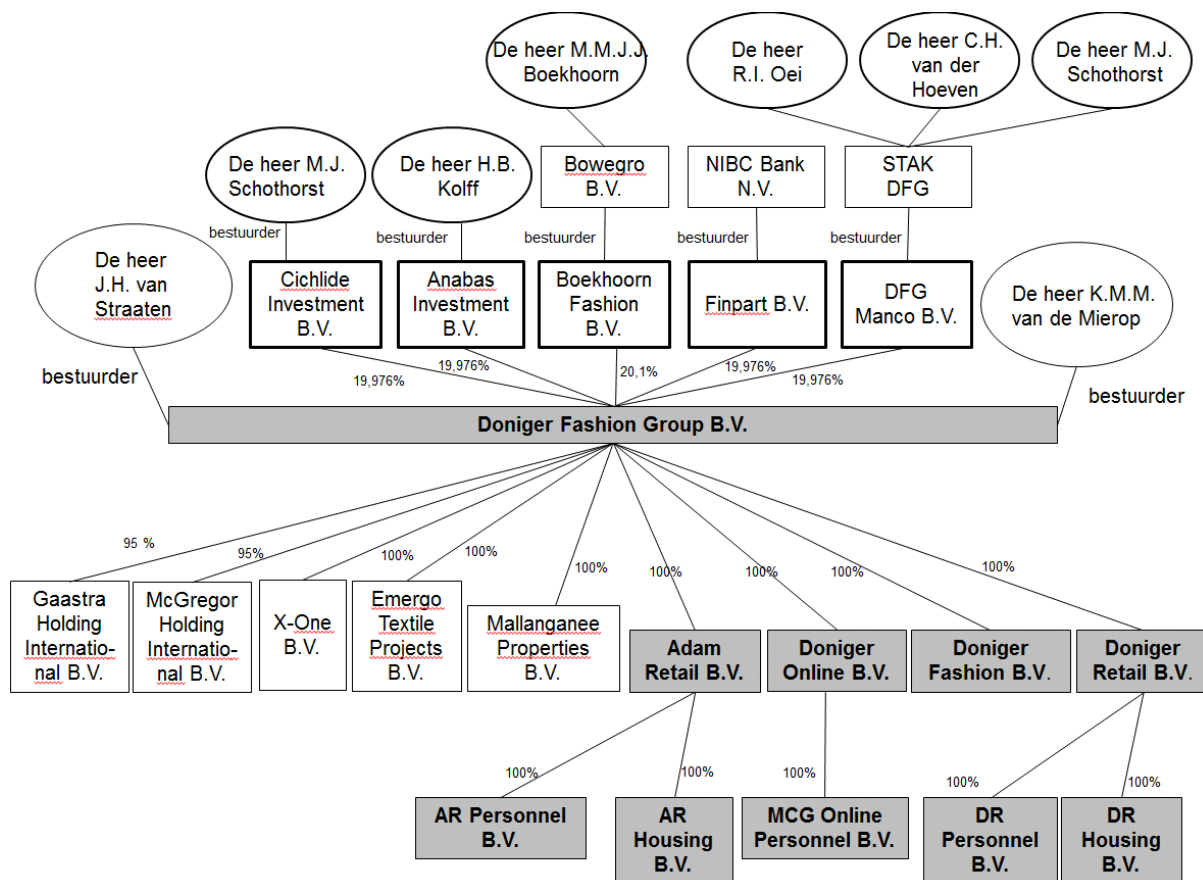 De heer M.M.J.J.
Boekhoorn
De heer
R.I. Oei
De heer C.H.
van der
Hoeven
De heer M.J.
Schothorst
De heer M.J.
Schothorst
De heer H.B.
Kolff
Bowegro
B.V.
NIBC Bank
N.V.
STAK
DFG
bestuurder
bestuurder
bestuurder
bestuurder
bestuurder
De heer
J.H. van
Straaten
Cichlide
Investment
B.V.
Anabas
Investment
B.V.
Boekhoorn
Fashion
B.V.
Finpart B.V.
DFG
Manco B.V.
De heer K.M.M.
van de Mierop
bestuurder
19,976%
19,976%
20,1%
19,976%
19,976%
bestuurder
Doniger Fashion Group B.V.
95 %
95%
100%
100%
100%
100%
100%
100%
100%
Gaastra
Holding
Internatio-
nal B.V.
McGregor
Holding
Internatio-
nal B.V.
X-One
B.V.
Emergo
Textile
Projects
B.V.
Mallanganee
Properties
B.V.
Adam
Retail B.V.
Doniger
Online B.V.
Doniger
Fashion B.V.
Doniger
Retail B.V.
100%
100%
100%
100%
100%
AR Personnel
B.V.
AR
Housing
B.V.
MCG Online
Personnel B.V.
DR
Personnel
B.V.
DR
Housing
B.V.